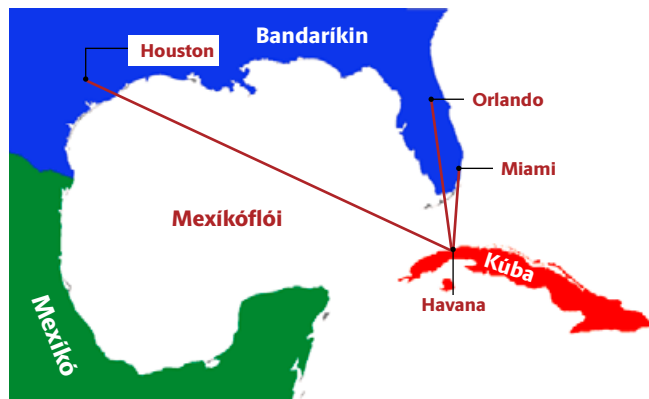 Bandaríkin
Houston
Orlando
Miami
Mexíkóflói
Kúba
Havana
Mexíkó